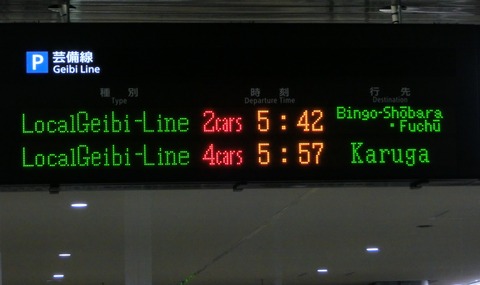 P 芸備線
Geibi Line
種別 時刻 行先
Type Departure Time Destination
LocalGeibi-Line 2cars 5:42 Bingo-Shōbara
・Fuchū
LocalGeibi-Line 4cars 5:57 Karuga